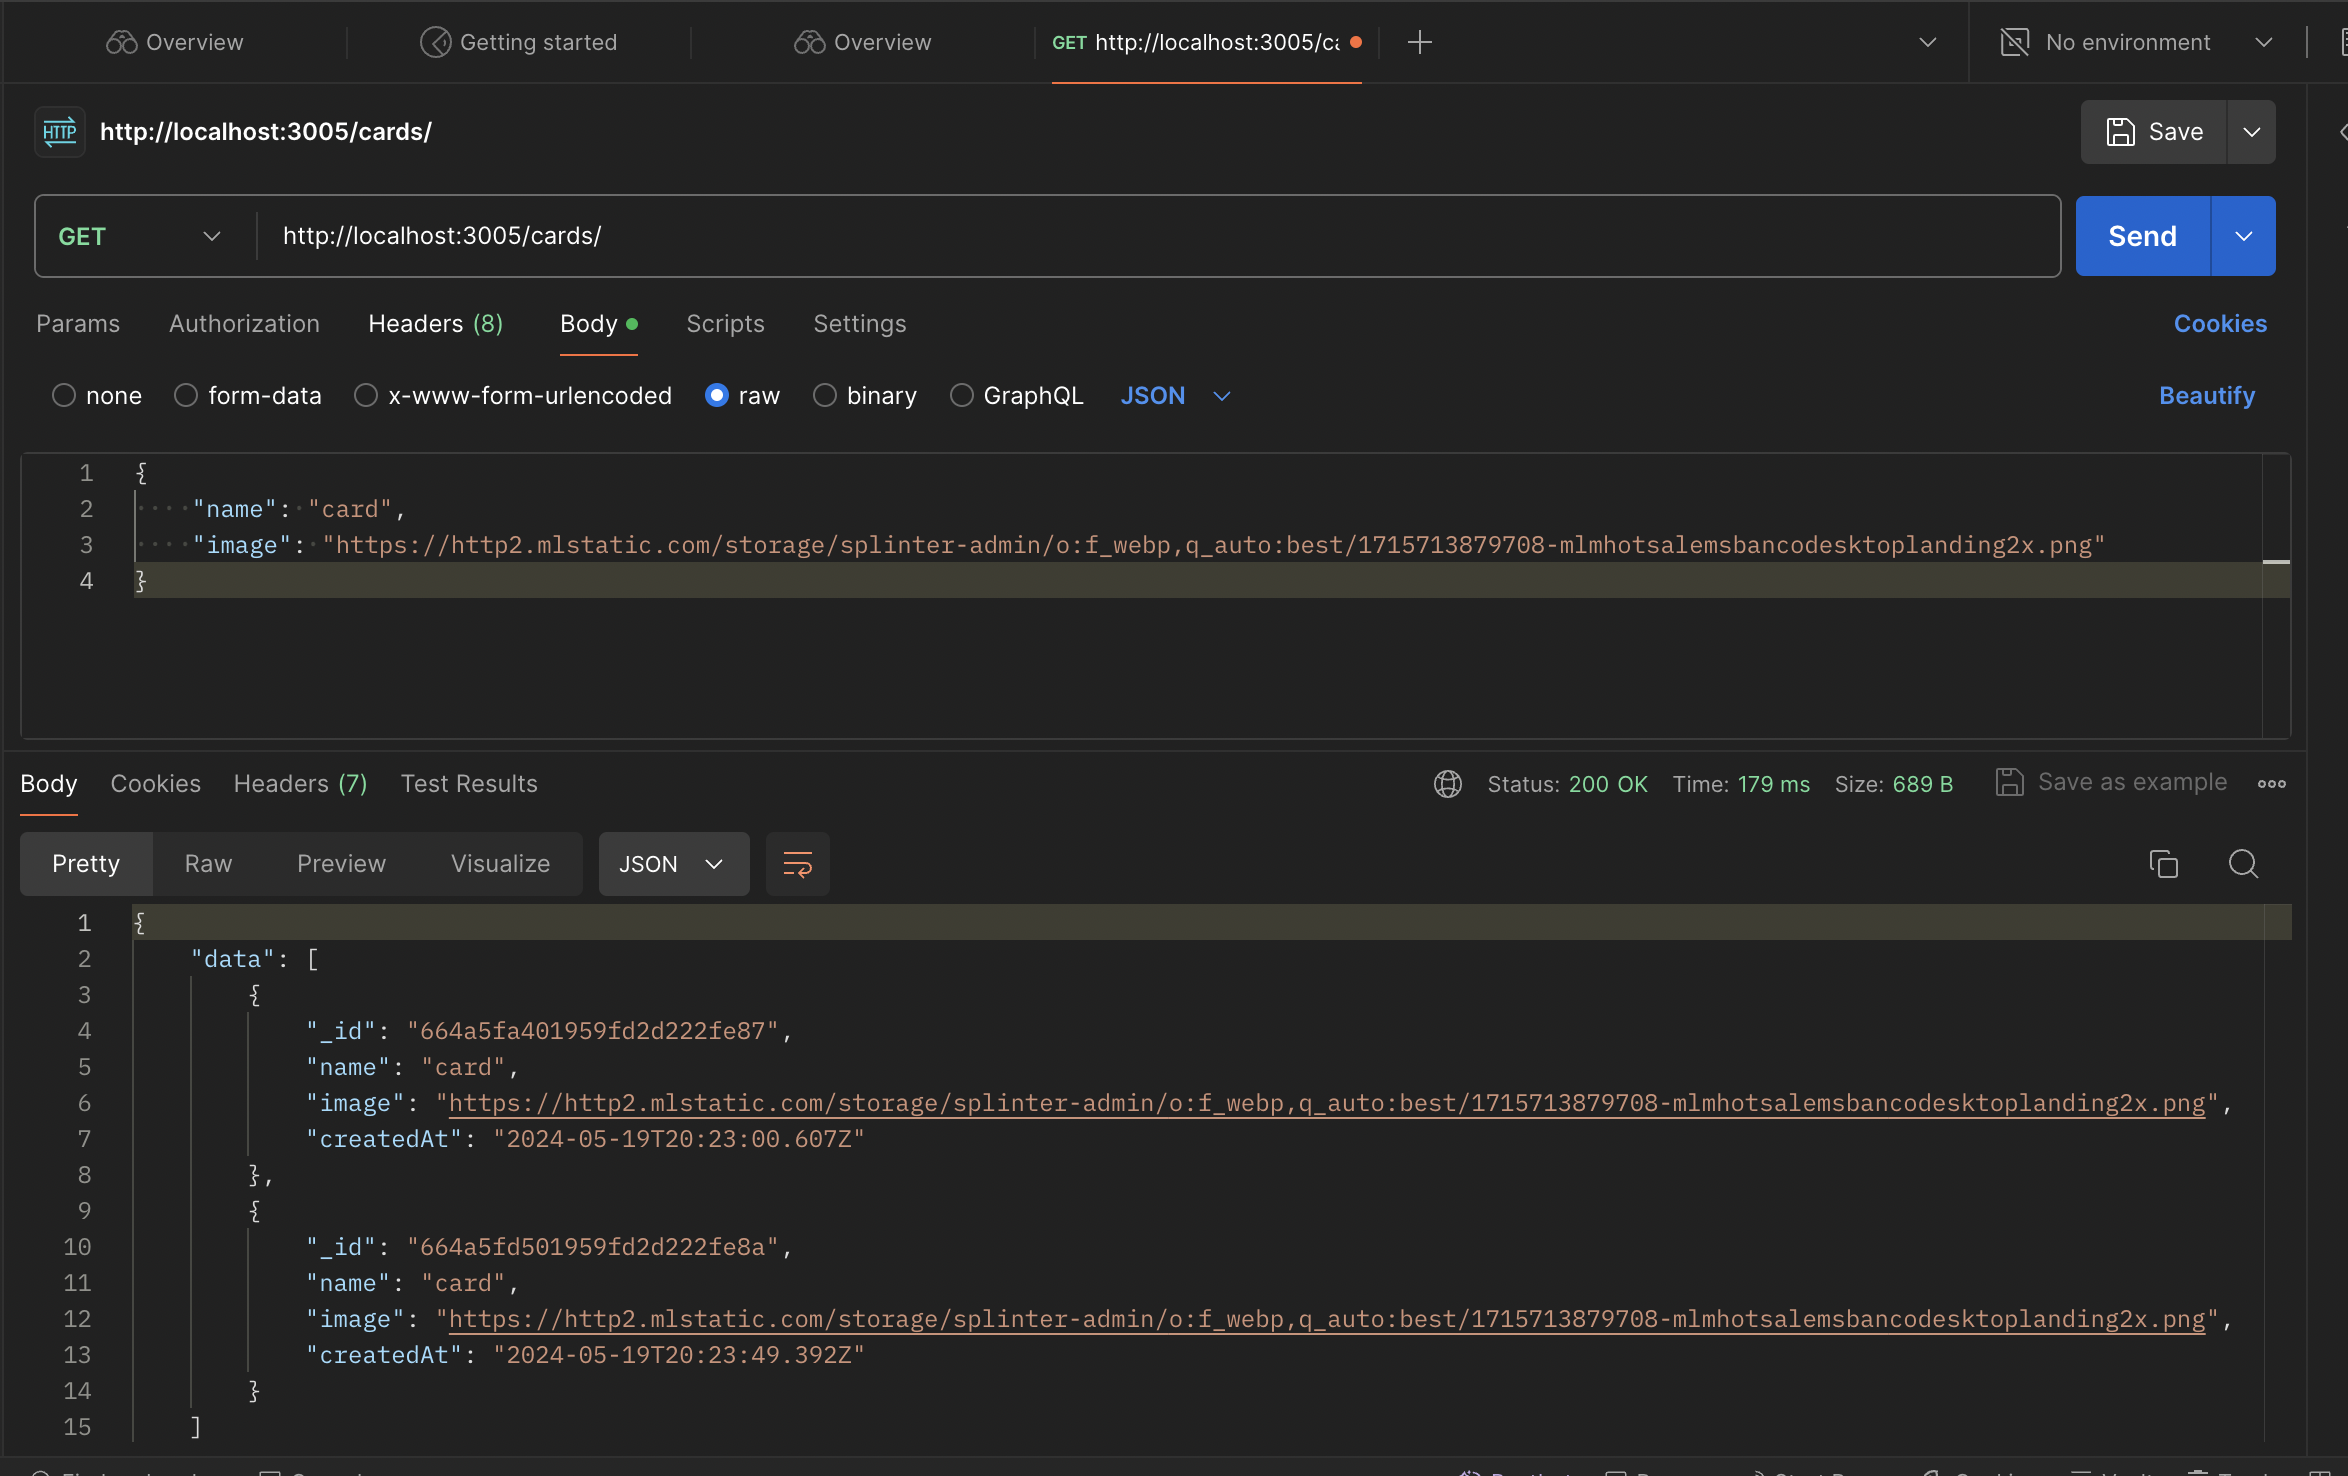 Overview Getting started Overview GET http://localhost:3005/ca No environment
HTTP http://localhost:3005/cards/ Save
GET http://localhost:3005/cards/ Send
Params Authorization Headers (8) Body Scripts Settings Cookies
none form-data x-www-form-urlencoded raw binary GraphQL JSON Beautify
1 {
2 "name": "card",
3 "image": "https://http2.mlstatic.com/storage/splinter-admin/o:f_webp,q_auto:best/1715713879708-mlmhotsalemsbancodesktoplanding2x.png"
4 }
Body Cookies Headers (7) Test Results Status: 200 OK Time: 179 ms Size: 689 B Save as example
Pretty Raw Preview Visualize JSON
1 {
2 "data": [
3 {
4 "_id": "664a5fa401959fd2d222fe87",
5 "name": "card",
6 "image": "https://http2.mlstatic.com/storage/splinter-admin/o:f_webp,q_auto:best/1715713879708-mlmhotsalemsbancodesktoplanding2x.png",
7 "createdAt": "2024-05-19T20:23:00.607Z"
8 },
9 {
10 "_id": "664a5fd501959fd2d222fe8a",
11 "name": "card",
12 "image": "https://http2.mlstatic.com/storage/splinter-admin/o:f_webp,q_auto:best/1715713879708-mlmhotsalemsbancodesktoplanding2x.png",
13 "createdAt": "2024-05-19T20:23:49.392Z"
14 }
15 ]